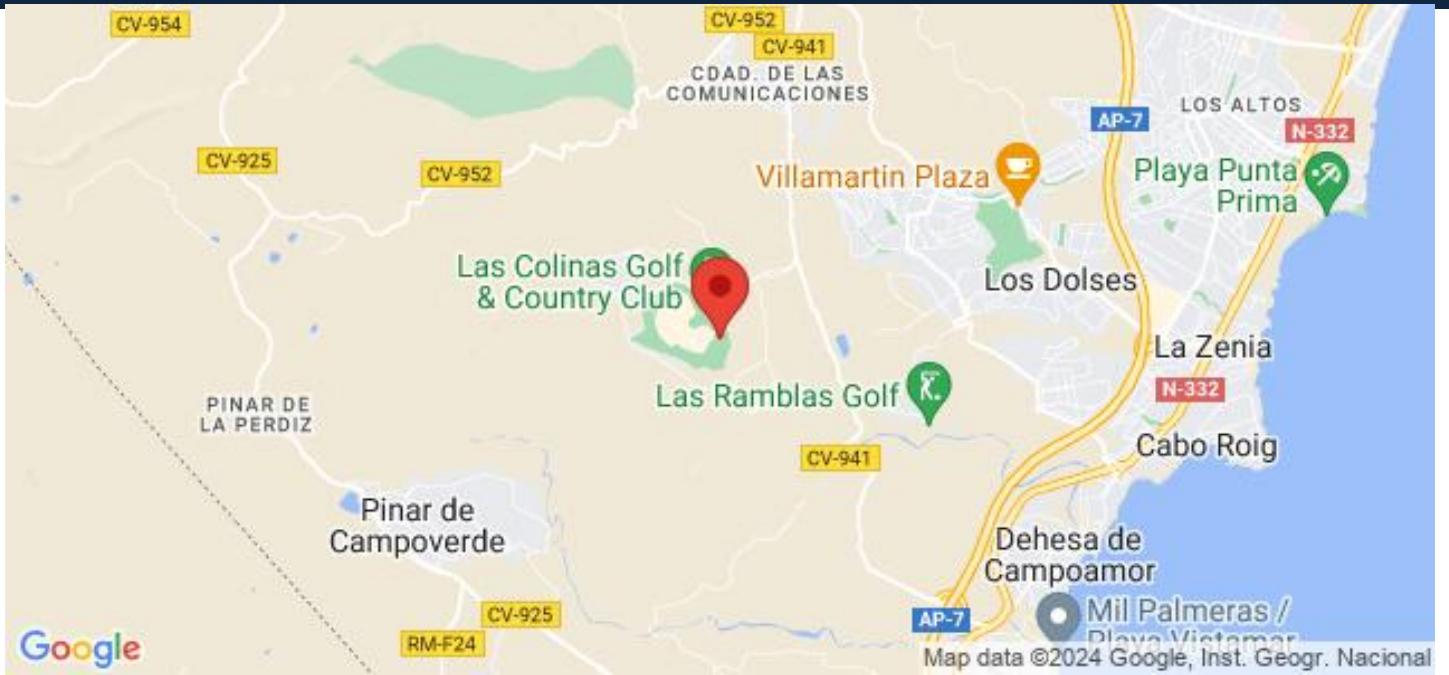 CV-954
CV-952
CV-941
CDAD. DE LAS
COMUNICACIONES
LOS ALTOS
AP-7
N-332
CV-925
CV-952
Villamartin Plaza
Playa Punta
Prima
Las Colinas Golf
& Country Club
Los Dolses
La Zenia
N-332
Las Ramblas Golf
PINAR DE
LA PERDIZ
CV-941
Cabo Roig
Pinar de
Campoverde
Dehesa de
Campoamor
CV-925
AP-7
Mil Palmeras /
Playa Vistamar
RM-F24
Google
Map data ©2024 Google, Inst. Geogr. Nacional